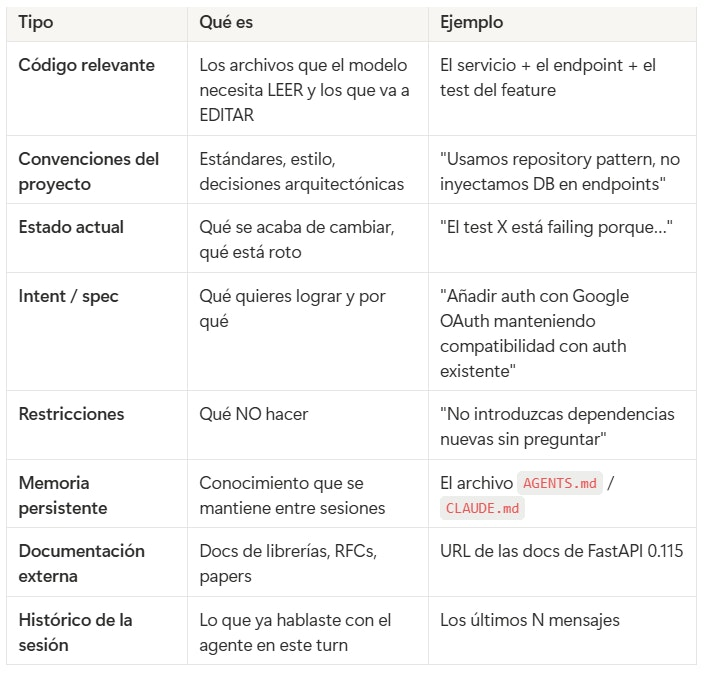 Tipo Qué es Ejemplo
Código relevante
Los archivos que el modelo
necesita LEER y los que va a
EDITAR
El servicio + el endpoint + el
test del feature
Convenciones del
proyecto
Estándares, estilo,
decisiones arquitectónicas
"Usamos repository pattern, no
inyectamos DB en endpoints"
Estado actual
Qué se acaba de cambiar,
qué está roto
"El test X está failing porque…"
Intent / spec
Qué quieres lograr y por
qué
"Añadir auth con Google
OAuth manteniendo
compatibilidad con auth
existente"
Restricciones
Qué NO hacer
"No introduzcas dependencias
nuevas sin preguntar"
Memoria
persistente
Conocimiento que se
mantiene entre sesiones
El archivo AGENTS.md /
CLAUDE.md
Documentación
externa
Docs de librerías, RFCs,
papers
URL de las docs de FastAPI 0.115
Histórico de la
sesión
Lo que ya hablaste con el
agente en este turn
Los últimos N mensajes